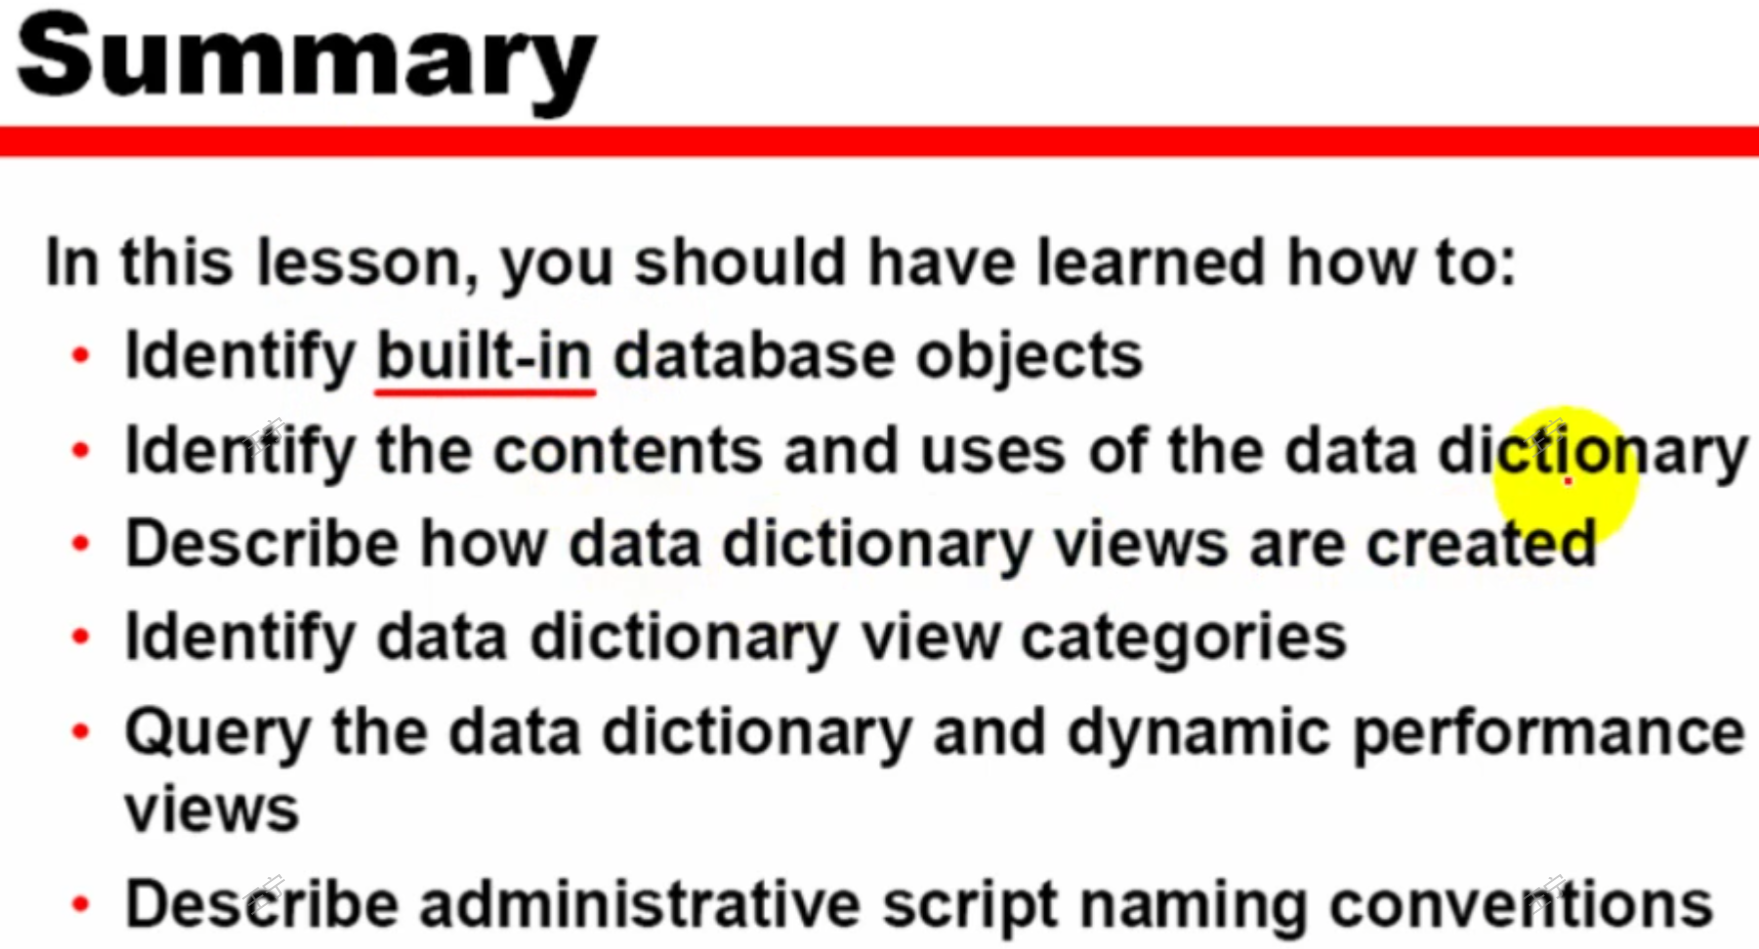 Summary
In this lesson, you should have learned how to:
• Identify built-in database objects
• Identify the contents and uses of the data dictionary
• Describe how data dictionary views are created
• Identify data dictionary view categories
• Query the data dictionary and dynamic performance
views
• Describe administrative script naming conventions